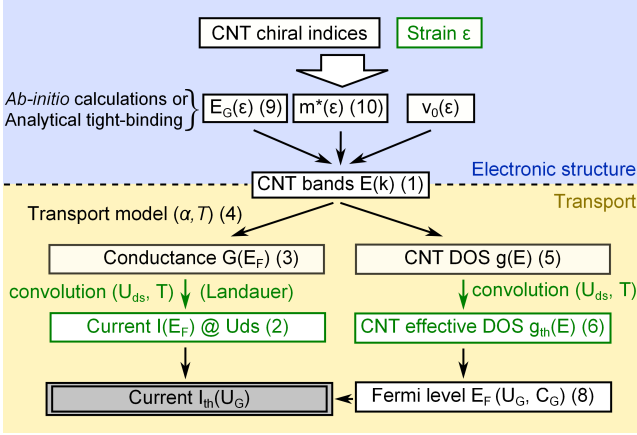 CNT chiral indices
Strain ε
Ab-initio calculations or
Analytical tight-binding
E_G(ε) (9)
m*(ε) (10)
v_0(ε)
CNT bands E(k) (1)
Electronic structure
Transport
Transport model (α,T) (4)
Conductance G(E_F) (3)
CNT DOS g(E) (5)
convolution (U_ds, T)
(Landauer)
convolution (U_ds, T)
Current I(E_F) @ Uds (2)
CNT effective DOS g_th(E) (6)
Current I_th(U_G)
Fermi level E_F (U_G, C_G) (8)